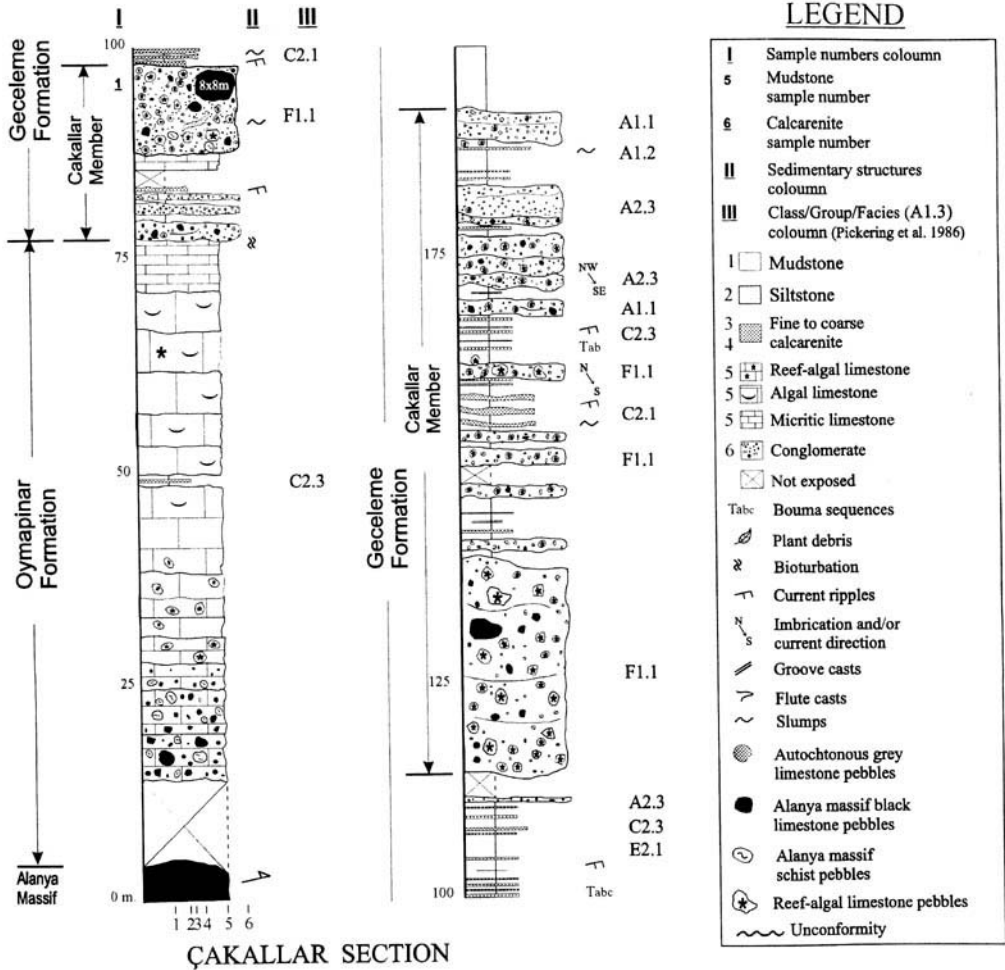 I II III
100
C2.1
1
8x8m
F1.1
Geceleme
Formation
Cakallar
Member
75
50
C2.3
Oymapinar
Formation
25
Alanya
Massif
0 m.
1 2 3 4 5 6
A1.1
A1.2
A2.3
175
NW
SE
A2.3
A1.1
C2.3
Tab
N
S
F1.1
C2.1
F1.1
Cakallar
Member
Geceleme
Formation
125
F1.1
A2.3
C2.3
E2.1
Tabc
100
ÇAKALLAR SECTION
LEGEND
I Sample numbers coloumn
5 Mudstone
sample number
6 Calcarenite
sample number
II Sedimentary structures
coloumn
III Class/Group/Facies (A1.3)
coloumn (Pickering et al. 1986)
1 Mudstone
2 Siltstone
3 Fine to coarse
4 calcarenite
5 Reef-algal limestone
5 Algal limestone
5 Micritic limestone
6 Conglomerate
Not exposed
Tabc Bouma sequences
Plant debris
Bioturbation
Current ripples
N
S
Imbrication and/or
current direction
Groove casts
Flute casts
Slumps
Autochtonous grey
limestone pebbles
Alanya massif black
limestone pebbles
Alanya massif
schist pebbles
Reef-algal limestone pebbles
Unconformity